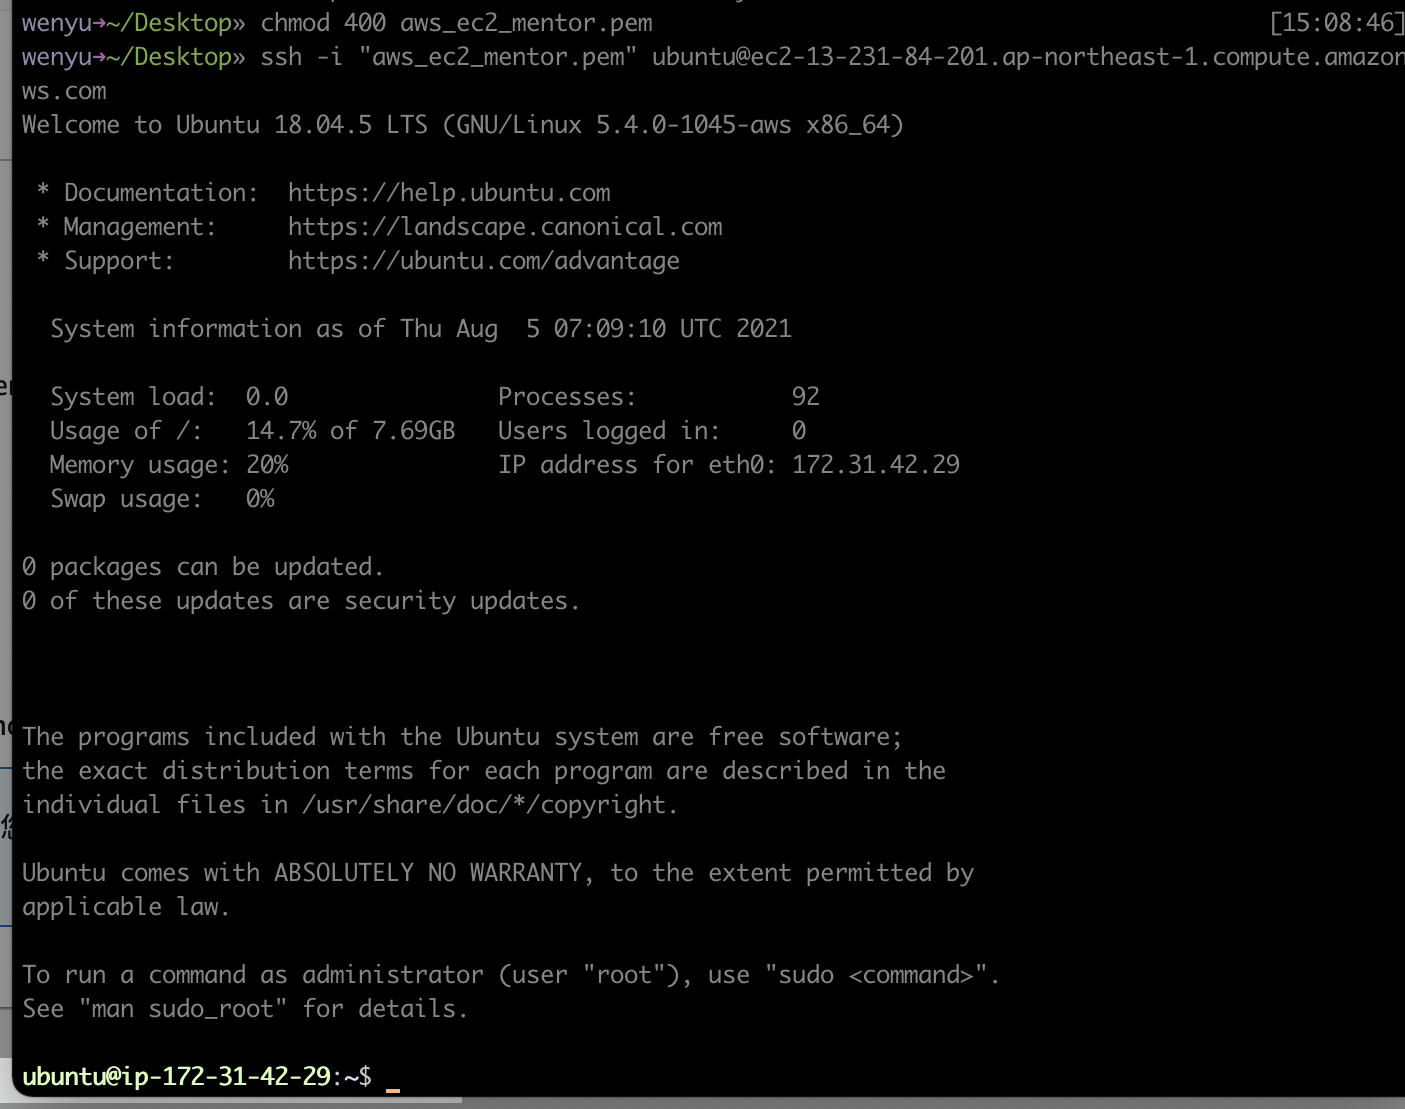 wenyu→~/Desktop» chmod 400 aws_ec2_mentor.pem [15:08:46]
wenyu→~/Desktop» ssh -i "aws_ec2_mentor.pem" ubuntu@ec2-13-231-84-201.ap-northeast-1.compute.amazon
ws.com
Welcome to Ubuntu 18.04.5 LTS (GNU/Linux 5.4.0-1045-aws x86_64)
* Documentation: https://help.ubuntu.com
* Management: https://landscape.canonical.com
* Support: https://ubuntu.com/advantage
System information as of Thu Aug 5 07:09:10 UTC 2021
System load: 0.0 Processes: 92
Usage of /: 14.7% of 7.69GB Users logged in: 0
Memory usage: 20% IP address for eth0: 172.31.42.29
Swap usage: 0%
0 packages can be updated.
0 of these updates are security updates.
The programs included with the Ubuntu system are free software;
the exact distribution terms for each program are described in the
individual files in /usr/share/doc/*/copyright.
Ubuntu comes with ABSOLUTELY NO WARRANTY, to the extent permitted by
applicable law.
To run a command as administrator (user "root"), use "sudo <command>".
See "man sudo_root" for details.
ubuntu@ip-172-31-42-29:~$